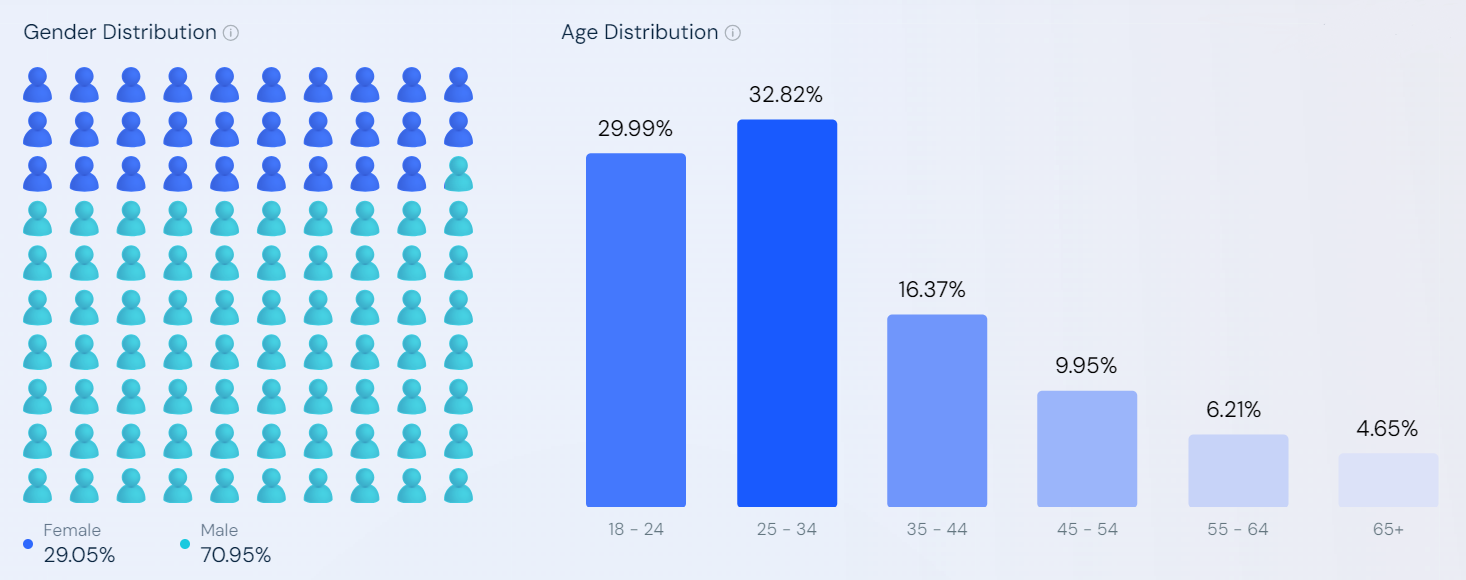 Gender Distribution
Female
29.05%
Male
70.95%
Age Distribution
29.99%
32.82%
16.37%
9.95%
6.21%
4.65%
18 - 24
25 - 34
35 - 44
45 - 54
55 - 64
65+